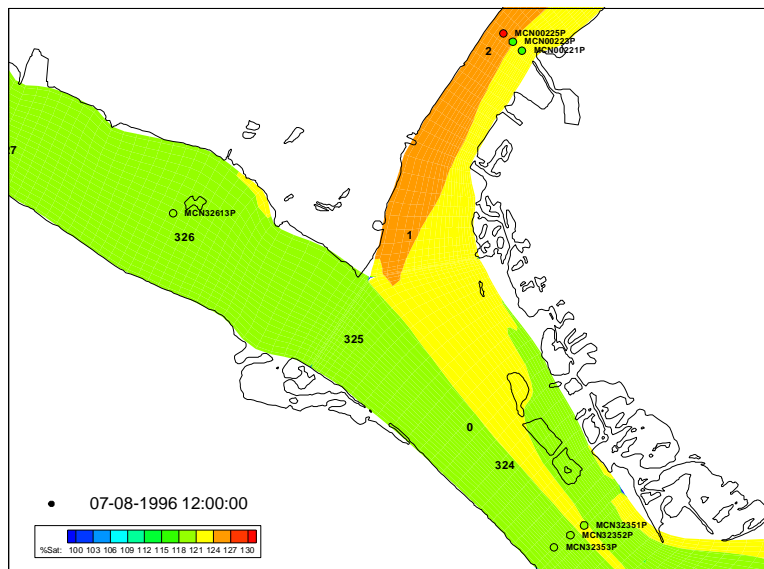 MCN00225P
MCN00223P
2
MCN00221P
27
MCN32613P
326
1
325
0
324
07-08-1996 12:00:00
MCN32351P
MCN32352P
MCN32353P
%Sat: 100 103 106 109 112 115 118 121 124 127 130